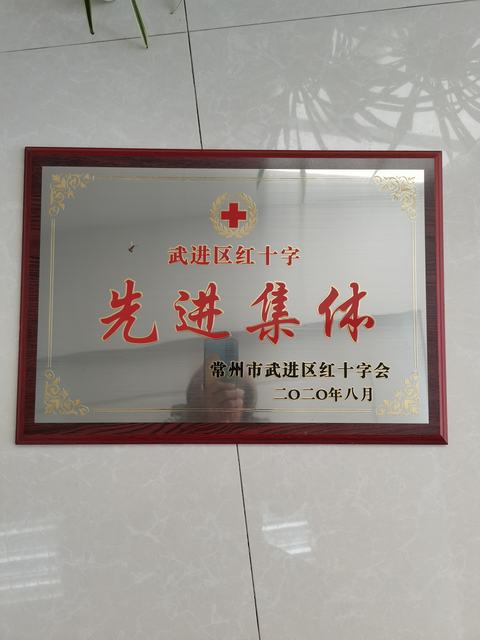 武进区红十字
先进集体
常州市武进区红十字会
二〇二〇年八月